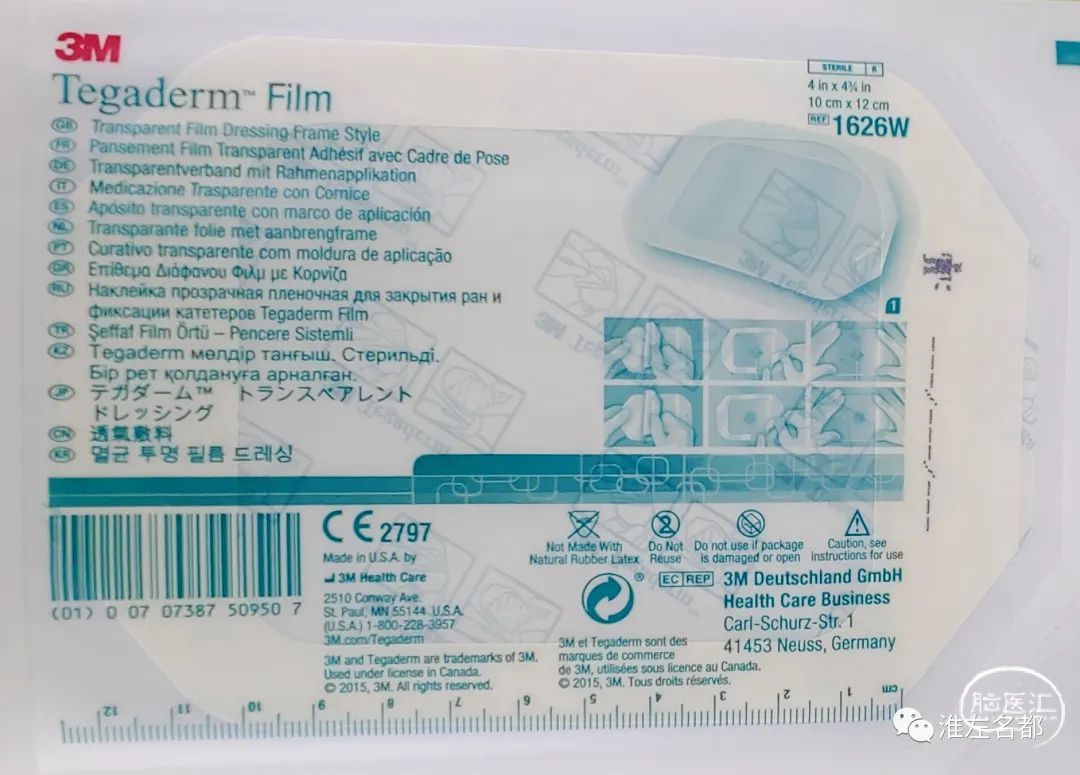 3M
Tegaderm™ Film
GB Transparent Film Dressing Frame Style
FR Pansement Film Transparent Adhésif avec Cadre de Pose
DE Transparentverband mit Rahmenapplikation
IT Medicazione Trasparente con Cornice
ES Apósito transparente con marco de aplicación
NL Transparante folie met aanbrengframe
PT Curativo transparente com moldura de aplicação
GR Επίθεμα Διάφανου Φιλμ με Κορνίζα
RU Наклейка прозрачная пленочная для закрытия ран и
фиксации катетеров Tegaderm Film
TR Şeffaf Film Örtü – Pencere Sistemli
KZ Tegaderm мөлдір таңғыш. Стерильді.
Бір рет қолдануға арналған.
JP テガダーム™ トランスペアレント
ドレッシング
CN 透氣敷料
KR 멸균 투명 필름 드레싱
STERILE R
4 in x 4¾ in
10 cm x 12 cm
REF 1626W
3M
1
3M Tegaderm
(01) 0 07 07387 50950 7
CE 2797
Made in U.S.A. by
3M Health Care
2510 Conway Ave.
St. Paul, MN 55144 U.S.A.
(U.S.A.) 1-800-228-3957
3M.com/Tegaderm
3M and Tegaderm are trademarks of 3M.
Used under license in Canada.
© 2015, 3M. All rights reserved.
Not Made With
Natural Rubber Latex
Do Not
Reuse
Do not use if package
is damaged or open
Caution, see
instructions for use
®
EC REP
3M Deutschland GmbH
Health Care Business
Carl-Schurz-Str. 1
41453 Neuss, Germany
3M et Tegaderm sont des
marques de commerce
de 3M, utilisées sous licence au Canada.
© 2015, 3M. Tous droits réservés.
12 11 10 9 8 7 6 5 4 3 2 1 cm
脑医汇
淮左名都